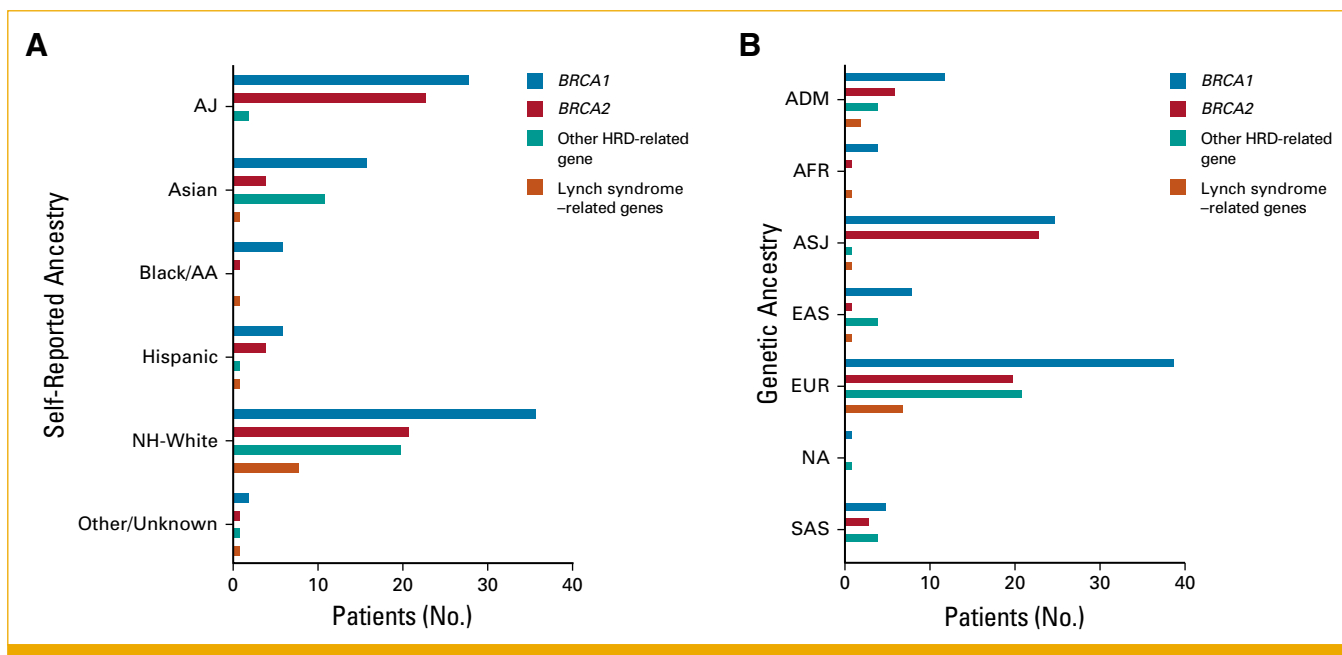 A
AJ
Asian
Black/AA
Hispanic
NH-White
Other/Unknown
Self-Reported Ancestry
0 10 20 30 40
Patients (No.)
BRCA1
BRCA2
Other HRD-related
gene
Lynch syndrome
–related genes
B
ADM
AFR
ASJ
EAS
EUR
NA
SAS
Genetic Ancestry
0 10 20 30 40
Patients (No.)
BRCA1
BRCA2
Other HRD-related
gene
Lynch syndrome
–related genes